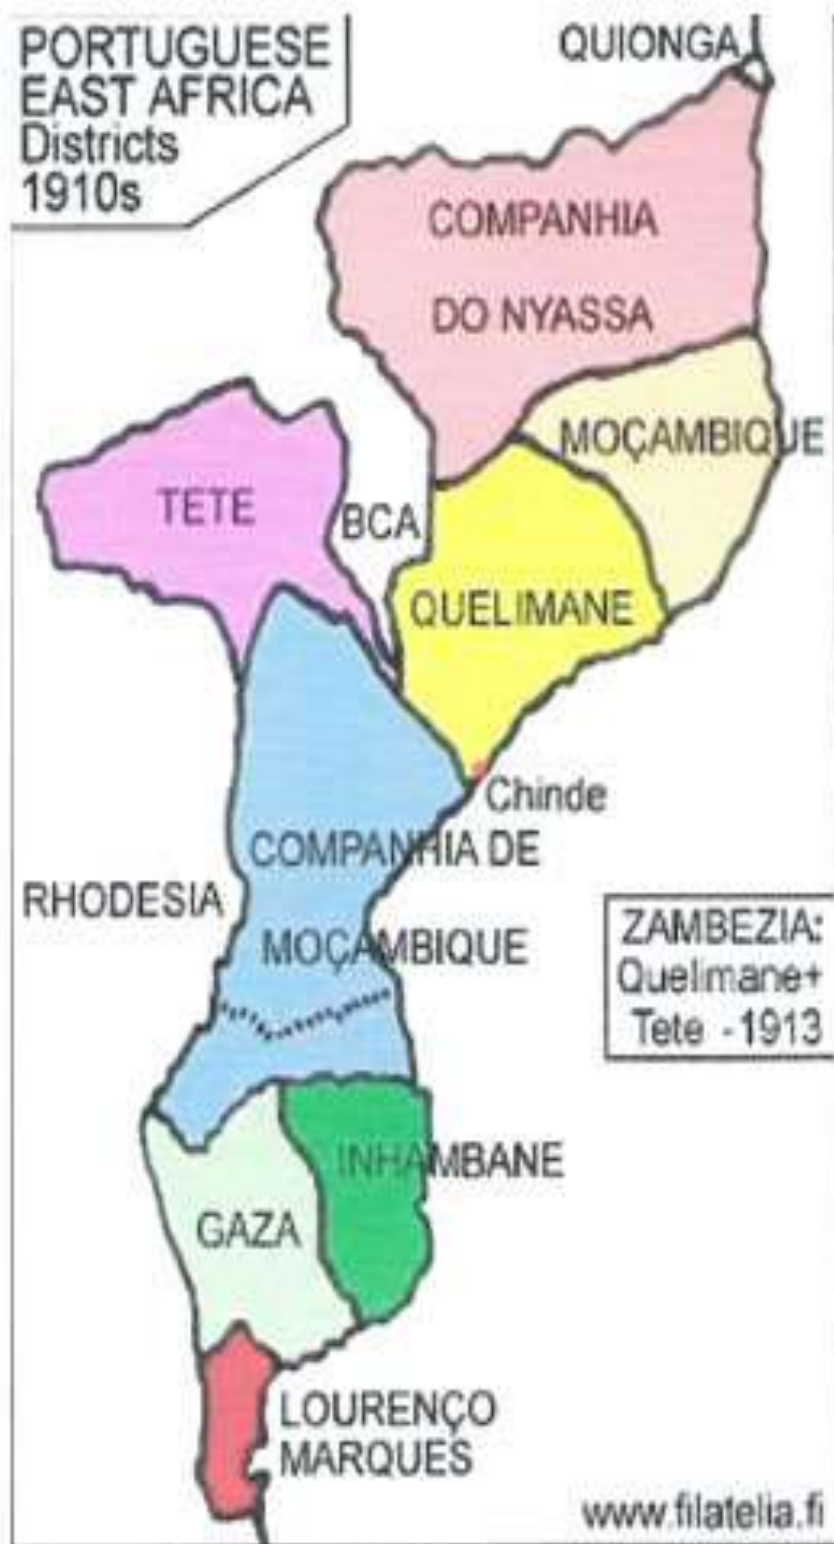 PORTUGUESE
EAST AFRICA
Districts
1910s
QUIONGA
COMPANHIA
DO NYASSA
MOÇAMBIQUE
TETE
BCA
QUELIMANE
Chinde
COMPANHIA DE
MOÇAMBIQUE
RHODESIA
ZAMBEZIA:
Quelimane+
Tete - 1913
INHAMBANE
GAZA
LOURENÇO
MARQUES
www.filatelia.fi